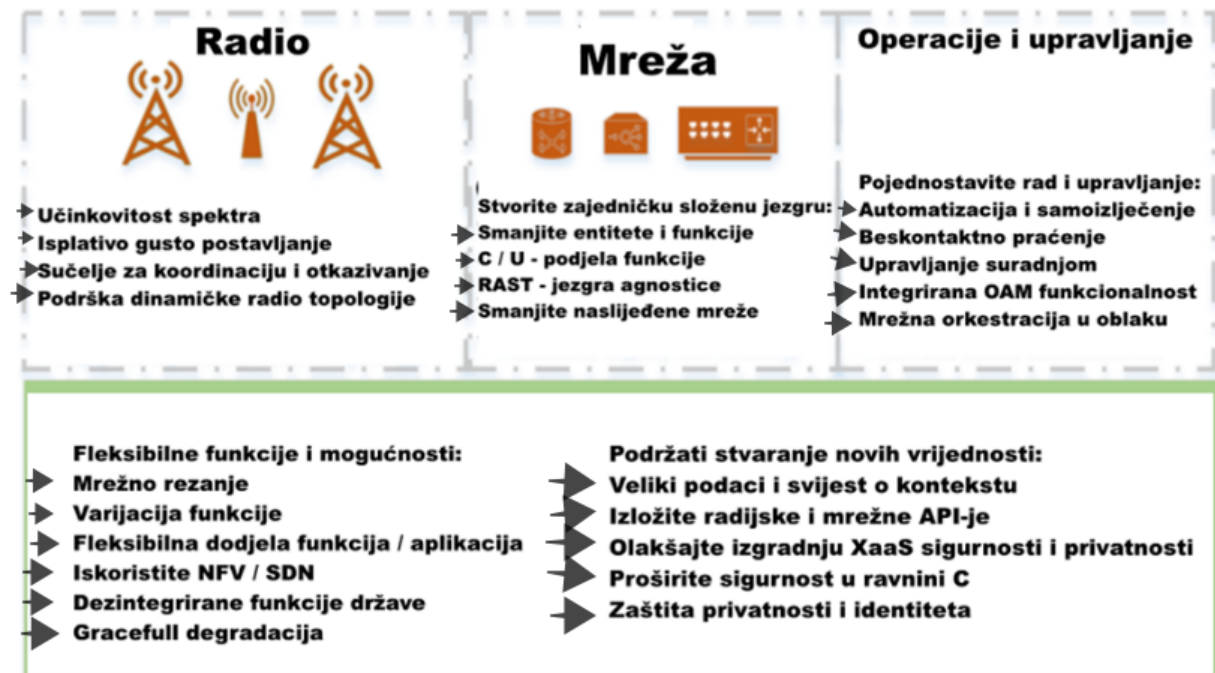 Radio
Učinkovitost spektra
Isplativo gusto postavljanje
Sučelje za koordinaciju i otkazivanje
Podrška dinamičke radio topologije
Mreža
Stvorite zajedničku složenu jezgru:
Smanjite entitete i funkcije
C / U - podjela funkcije
RAST - jezgra agnostice
Smanjite naslijeđene mreže
Operacije i upravljanje
Pojednostavite rad i upravljanje:
Automatizacija i samoizlječenje
Beskontaktno praćenje
Upravljanje suradnjom
Integrirana OAM funkcionalnost
Mrežna orkestracija u oblaku
Fleksibilne funkcije i mogućnosti:
Mrežno rezanje
Varijacija funkcije
Fleksibilna dodjela funkcija / aplikacija
Iskoristite NFV / SDN
Dezintegrirane funkcije države
Gracefull degradacija
Podržati stvaranje novih vrijednosti:
Veliki podaci i svijest o kontekstu
Izložite radijske i mrežne API-je
Olakšajte izgradnju XaaS sigurnosti i privatnosti
Proširite sigurnost u ravnini C
Zaštita privatnosti i identiteta